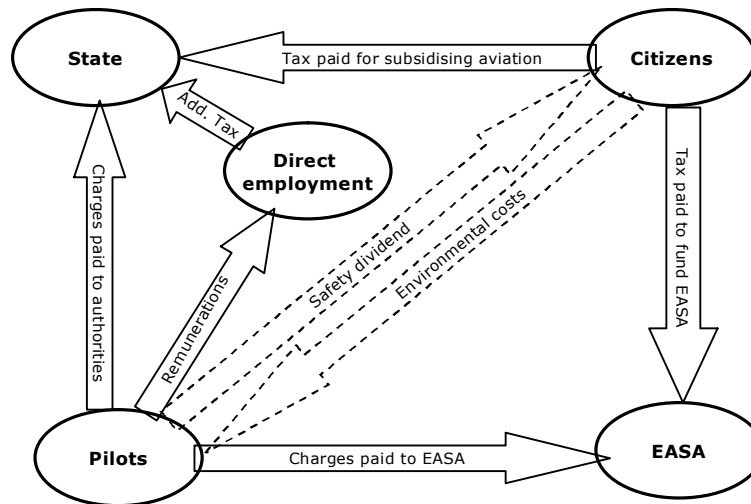 State
Tax paid for subsidising aviation
Citizens
Add. Tax
Direct
employment
Charges paid to authorities
Remunerations
Safety dividend
Environmental costs
Tax paid to fund EASA
Pilots
Charges paid to EASA
EASA